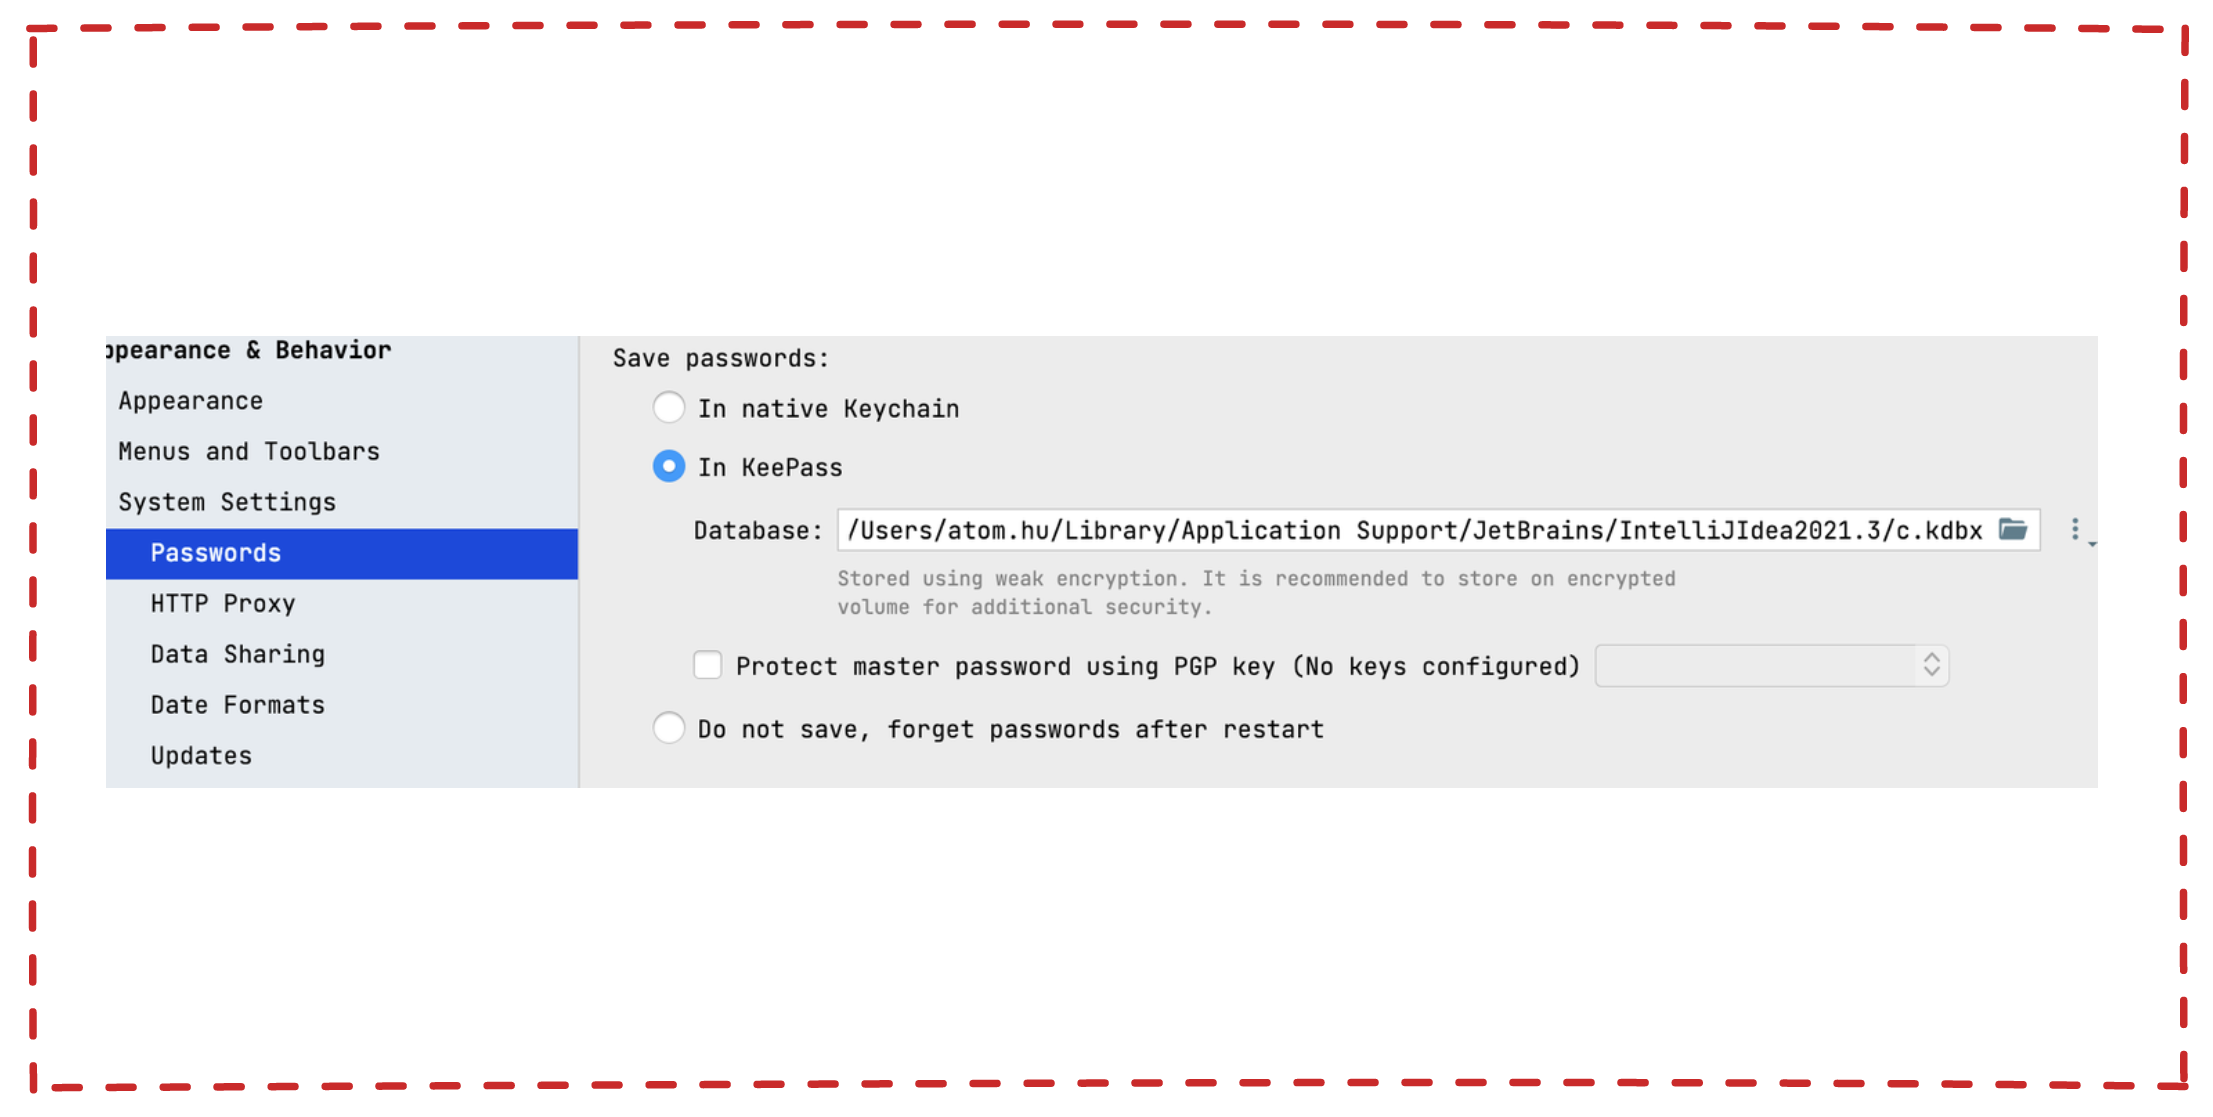 ppearance & Behavior
Appearance
Menus and Toolbars
System Settings
Passwords
HTTP Proxy
Data Sharing
Date Formats
Updates
Save passwords:
In native Keychain
In KeePass
Database: /Users/atom.hu/Library/Application Support/JetBrains/IntelliJIdea2021.3/c.kdbx
Stored using weak encryption. It is recommended to store on encrypted
volume for additional security.
Protect master password using PGP key (No keys configured)
Do not save, forget passwords after restart